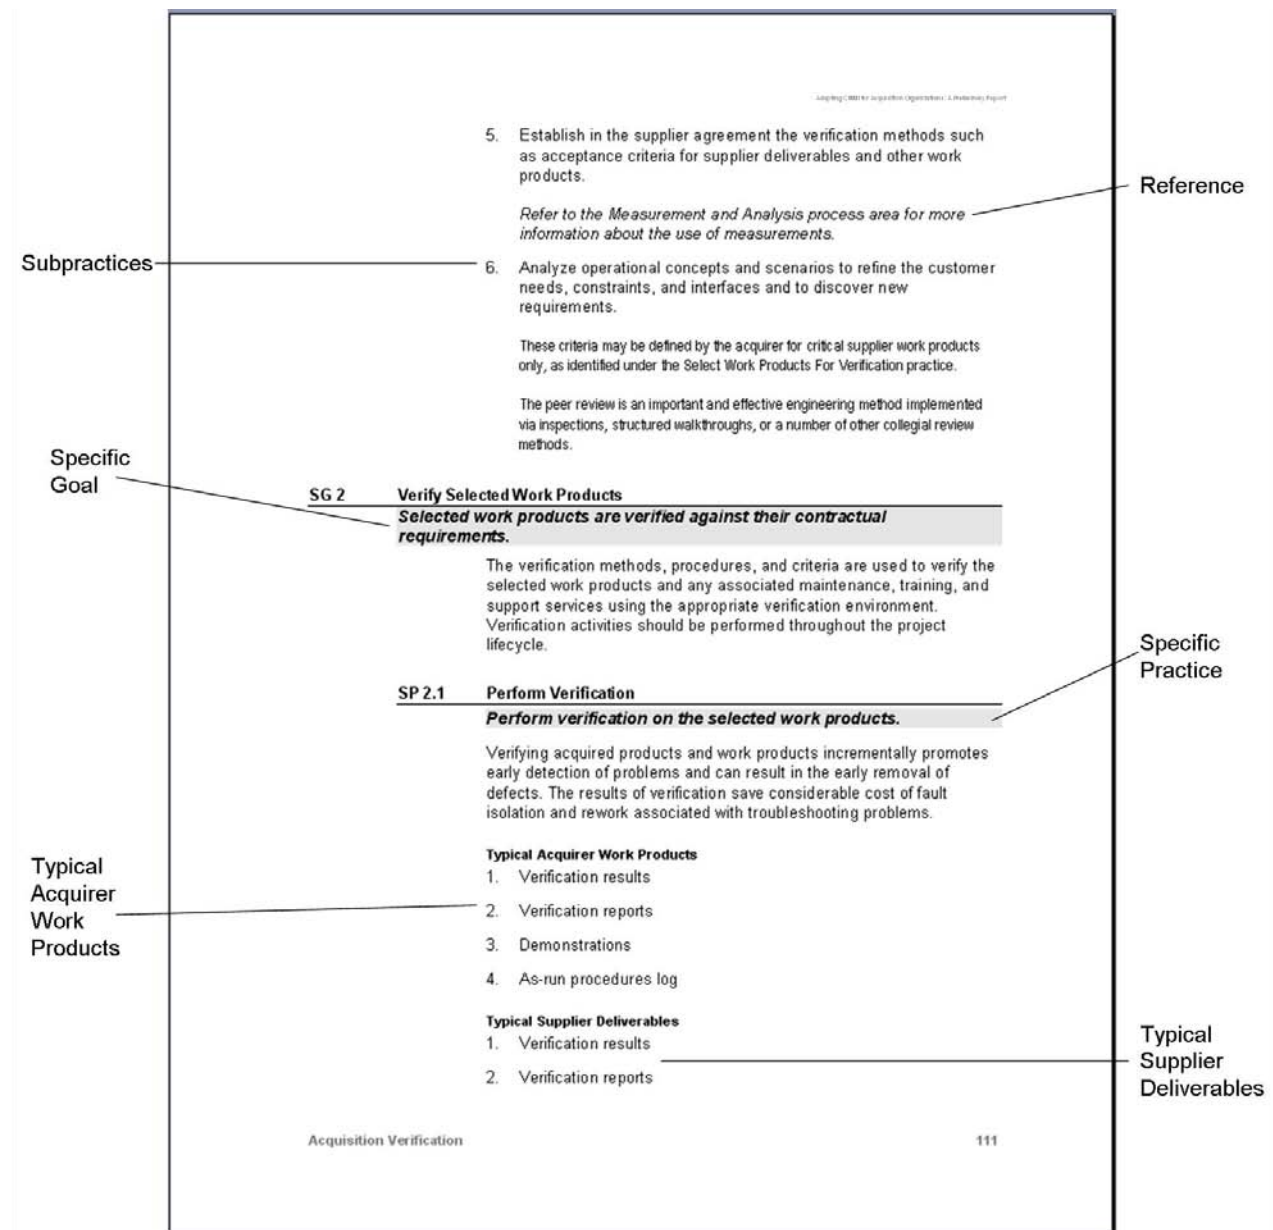 Adapting CMMI for Acquisition Organizations: A Preliminary Report
5. Establish in the supplier agreement the verification methods such
as acceptance criteria for supplier deliverables and other work
products.
Reference
Refer to the Measurement and Analysis process area for more
information about the use of measurements.
Subpractices
6. Analyze operational concepts and scenarios to refine the customer
needs, constraints, and interfaces and to discover new
requirements.
These criteria may be defined by the acquirer for critical supplier work products
only, as identified under the Select Work Products For Verification practice.
The peer review is an important and effective engineering method implemented
via inspections, structured walkthroughs, or a number of other collegial review
methods.
Specific
Goal
SG 2 Verify Selected Work Products
Selected work products are verified against their contractual
requirements.
The verification methods, procedures, and criteria are used to verify the
selected work products and any associated maintenance, training, and
support services using the appropriate verification environment.
Verification activities should be performed throughout the project
lifecycle.
Specific
Practice
SP 2.1 Perform Verification
Perform verification on the selected work products.
Verifying acquired products and work products incrementally promotes
early detection of problems and can result in the early removal of
defects. The results of verification save considerable cost of fault
isolation and rework associated with troubleshooting problems.
Typical
Acquirer
Work
Products
Typical Acquirer Work Products
1. Verification results
2. Verification reports
3. Demonstrations
4. As-run procedures log
Typical Supplier Deliverables
1. Verification results
2. Verification reports
Typical
Supplier
Deliverables
Acquisition Verification 111